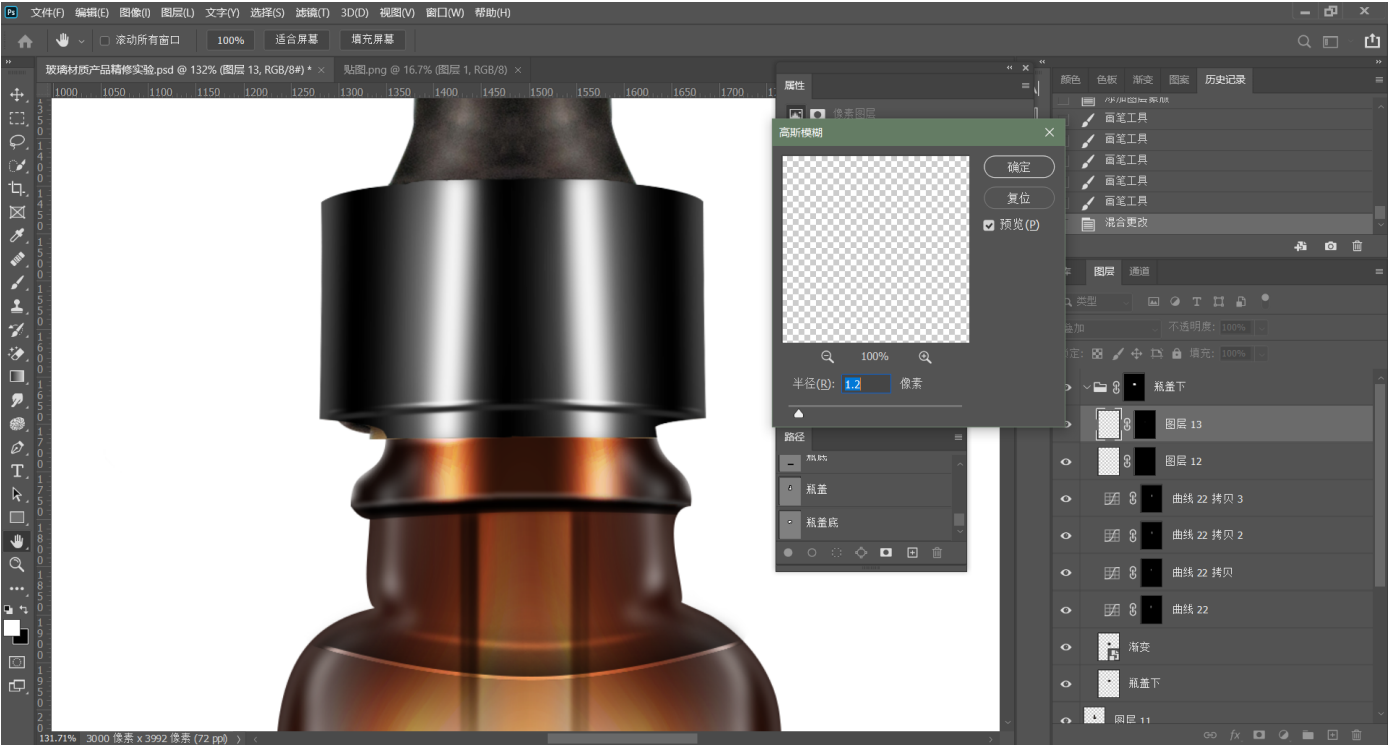 Ps 文件(F) 编辑(E) 图像(I) 图层(L) 文字(Y) 选择(S) 滤镜(T) 3D(D) 视图(V) 窗口(W) 帮助(H)
滚动所有窗口 100% 适合屏幕 填充屏幕
玻璃材质产品精修实验.psd @ 132% (图层 13, RGB/8#) * × 贴图.png @ 16.7% (图层 1, RGB/8) ×
1000 1050 1100 1150 1200 1250 1300 1350 1400 1450 1500 1550 1600 1650 1700
属性
像素图层
高斯模糊
确定
复位
预览(P)
100%
半径(R): 1.2 像素
路径
瓶底
瓶盖
瓶盖底
颜色 色板 渐变 图案 历史记录
添加图层蒙版
画笔工具
画笔工具
画笔工具
画笔工具
画笔工具
混合更改
图层 通道
类型
不透明度: 100%
填充: 100%
瓶盖下
图层 13
图层 12
曲线 22 拷贝 3
曲线 22 拷贝 2
曲线 22 拷贝
曲线 22
渐变
瓶盖下
图层 11
131.71% 3000 像素 x 3992 像素 (72 ppi)